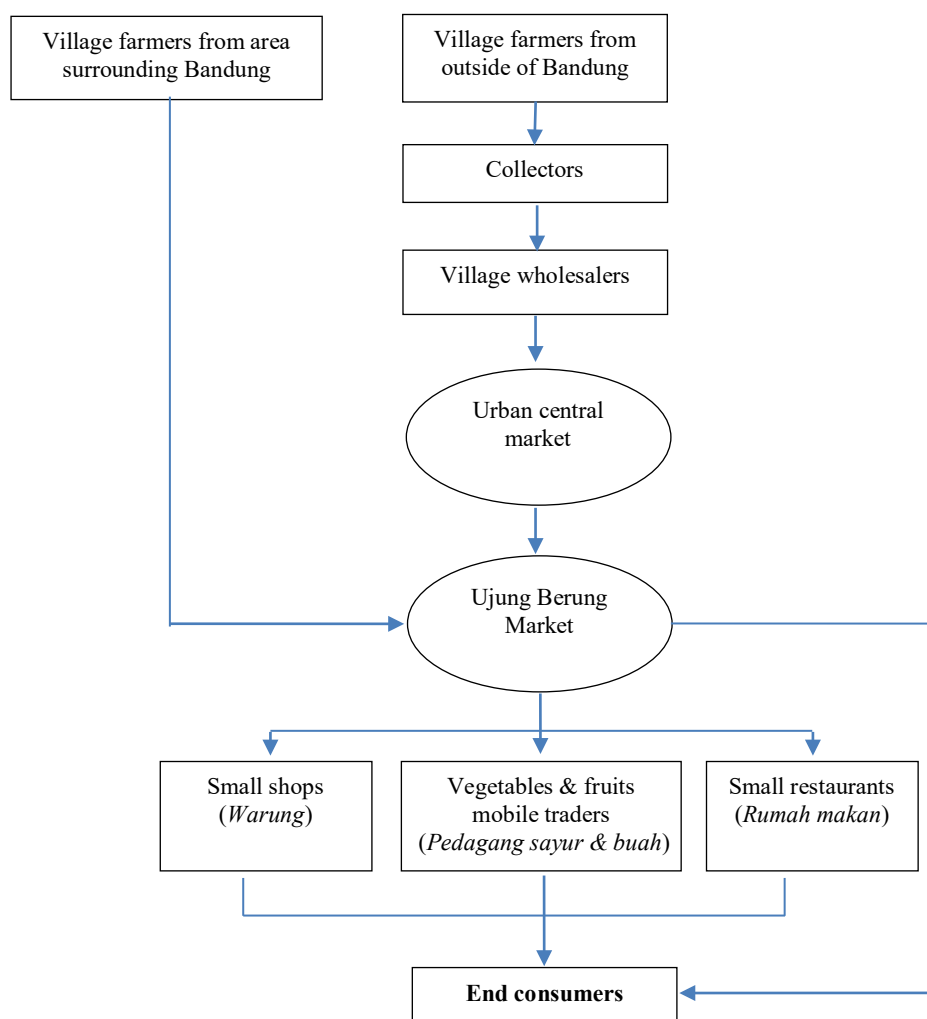 Village farmers from area
surrounding Bandung
Village farmers from
outside of Bandung
Collectors
Village wholesalers
Urban central
market
Ujung Berung
Market
Small shops
(Warung)
Vegetables & fruits
mobile traders
(Pedagang sayur & buah)
Small restaurants
(Rumah makan)
End consumers